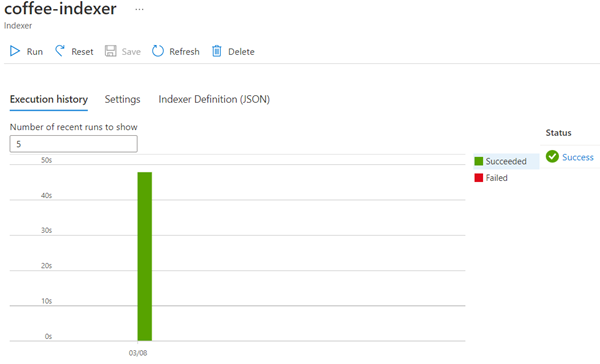 coffee-indexer ...
Indexer
Run Reset Save Refresh Delete
Execution history Settings Indexer Definition (JSON)
Number of recent runs to show
5
Status
50s
Succeeded
Success
Failed
40s
30s
20s
10s
0s
03/08